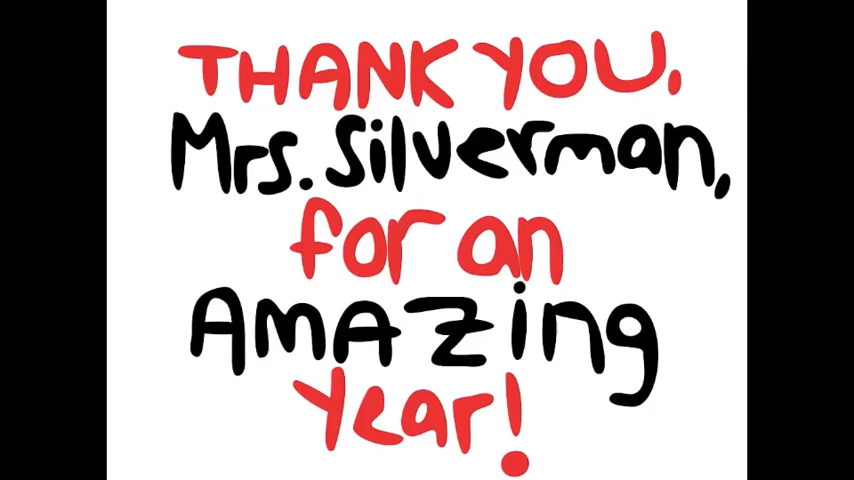 THANK YOU,
Mrs. Silverman,
for an
AMAZing
Year!